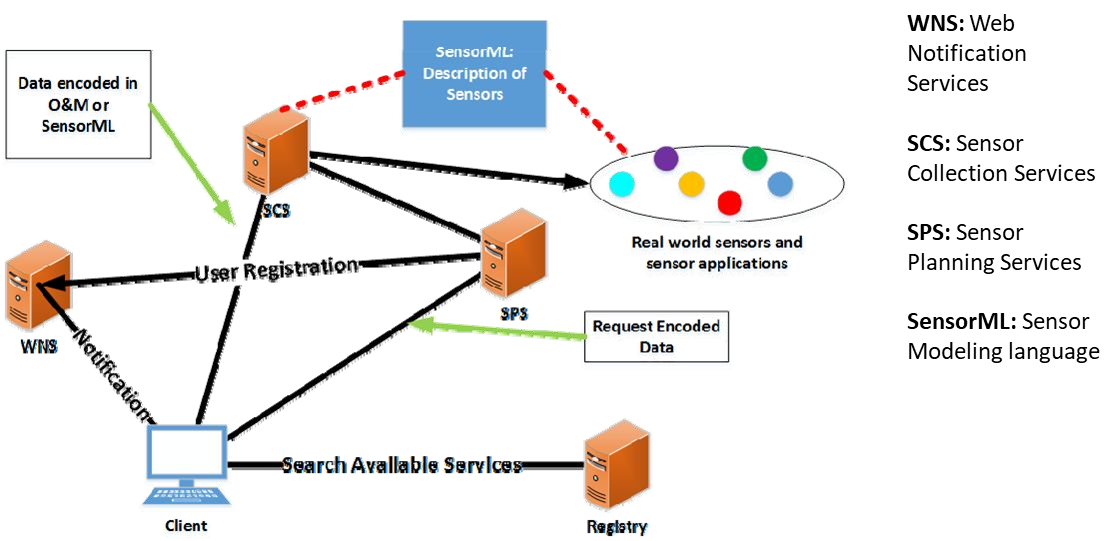 Data encoded in
O&M or
SensorML
SensorML:
Description of
Sensors
SCS
Real world sensors and
sensor applications
User Registration
WNS
SPS
Request Encoded
Data
Notification
Search Available Services
Client
Registry
WNS: Web
Notification
Services
SCS: Sensor
Collection Services
SPS: Sensor
Planning Services
SensorML: Sensor
Modeling language